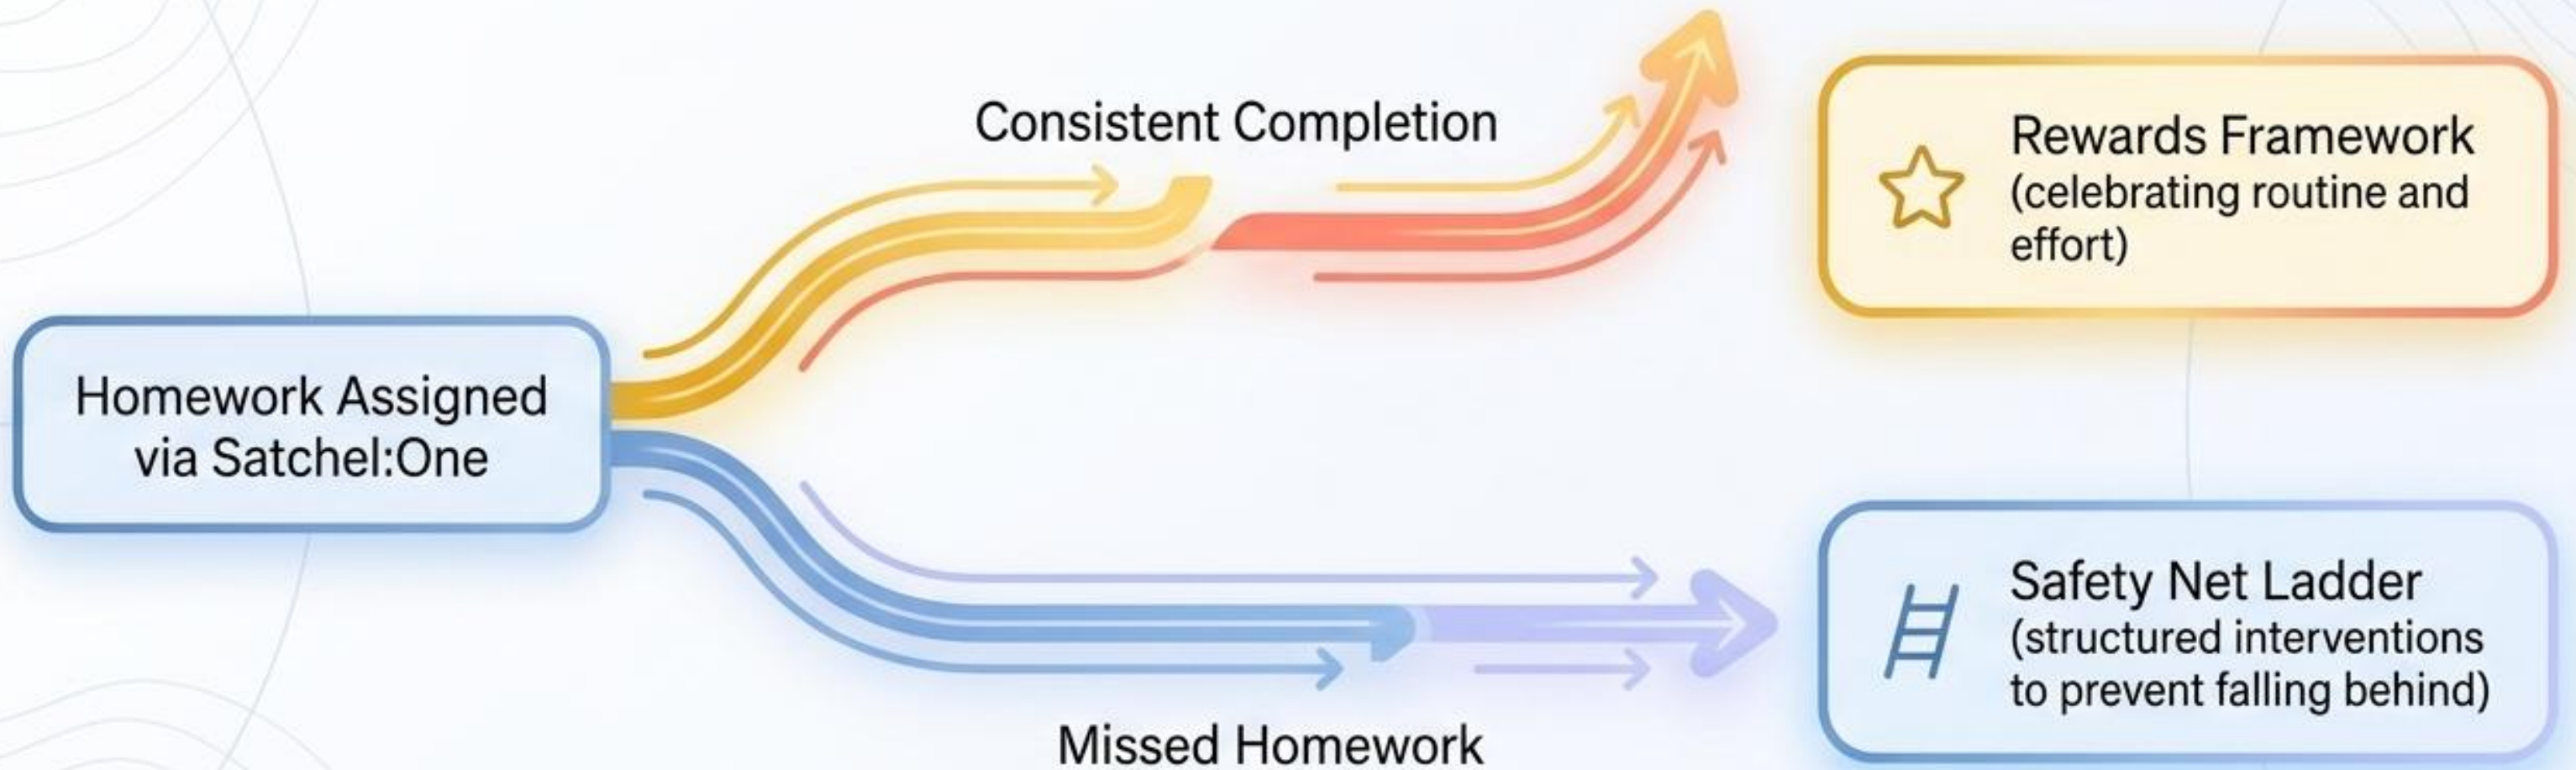 Consistent Completion
Rewards Framework
(celebrating routine and
effort)
Homework Assigned
via Satchel:One
Safety Net Ladder
(structured interventions
to prevent falling behind)
Missed Homework